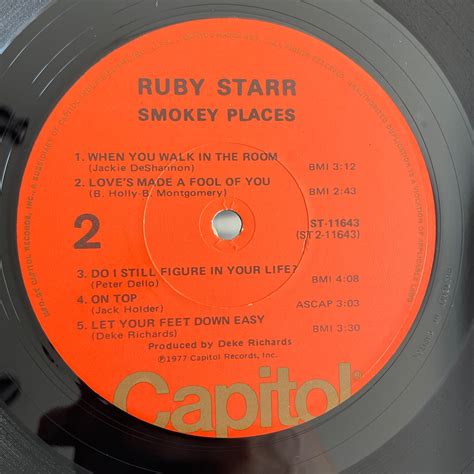 RUBY STARR
SMOKEY PLACES
1. WHEN YOU WALK IN THE ROOM
(Jackie DeShannon) BMI 3:12
2. LOVE'S MADE A FOOL OF YOU
(B. Holly-B. Montgomery) BMI 2:43
2
ST-11643
(ST 2-11643)
3. DO I STILL FIGURE IN YOUR LIFE?
(Peter Dello) BMI 4:08
4. ON TOP
(Jack Holder) ASCAP 3:03
5. LET YOUR FEET DOWN EASY
(Deke Richards) BMI 3:30
Produced by Deke Richards
℗1977 Capitol Records, Inc.
Capitol®